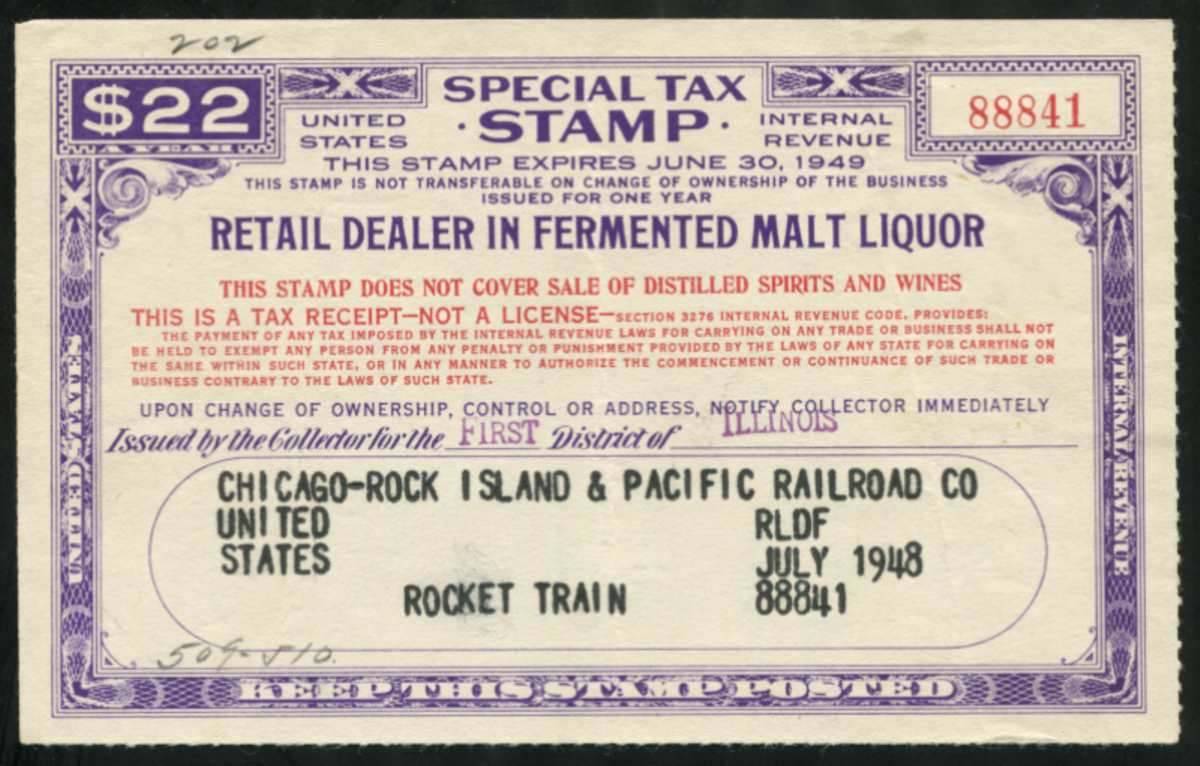 202
$22
A YEAR
UNITED STATES
SPECIAL TAX
· STAMP ·
INTERNAL REVENUE
88841
THIS STAMP EXPIRES JUNE 30, 1949
THIS STAMP IS NOT TRANSFERABLE ON CHANGE OF OWNERSHIP OF THE BUSINESS
ISSUED FOR ONE YEAR
RETAIL DEALER IN FERMENTED MALT LIQUOR
THIS STAMP DOES NOT COVER SALE OF DISTILLED SPIRITS AND WINES
THIS IS A TAX RECEIPT—NOT A LICENSE—SECTION 3276 INTERNAL REVENUE CODE, PROVIDES:
THE PAYMENT OF ANY TAX IMPOSED BY THE INTERNAL REVENUE LAWS FOR CARRYING ON ANY TRADE OR BUSINESS SHALL NOT
BE HELD TO EXEMPT ANY PERSON FROM ANY PENALTY OR PUNISHMENT PROVIDED BY THE LAWS OF ANY STATE FOR CARRYING ON
THE SAME WITHIN SUCH STATE, OR IN ANY MANNER TO AUTHORIZE THE COMMENCEMENT OR CONTINUANCE OF SUCH TRADE OR
BUSINESS CONTRARY TO THE LAWS OF SUCH STATE.
UPON CHANGE OF OWNERSHIP, CONTROL OR ADDRESS, NOTIFY COLLECTOR IMMEDIATELY
Issued by the Collector for the FIRST District of ILLINOIS
CHICAGO-ROCK ISLAND & PACIFIC RAILROAD CO
UNITED RLDF
STATES JULY 1948
ROCKET TRAIN 88841
509-510.
UNITED STATES
INTERNAL REVENUE
KEEP THIS STAMP POSTED